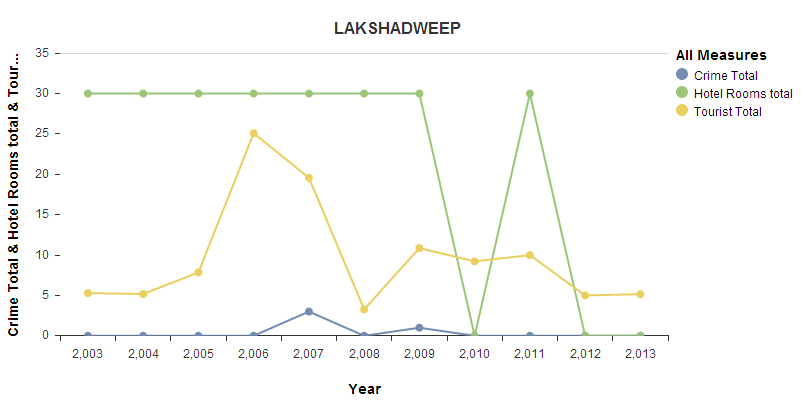 LAKSHADWEEP
Crime Total & Hotel Rooms total & Tour...
35
30
25
20
15
10
5
0
2,003 2,004 2,005 2,006 2,007 2,008 2,009 2,010 2,011 2,012 2,013
Year
All Measures
Crime Total
Hotel Rooms total
Tourist Total